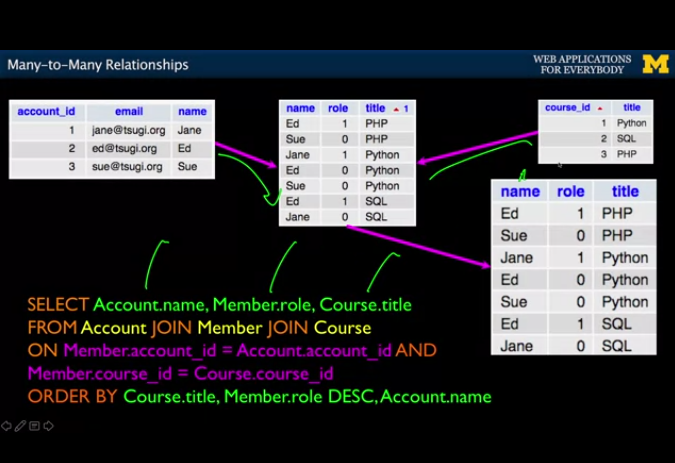 Many-to-Many Relationships
WEB APPLICATIONS
FOR EVERYBODY
M
account_id email name
1 jane@tsugi.org Jane
2 ed@tsugi.org Ed
3 sue@tsugi.org Sue
name role title 1
Ed 1 PHP
Sue 0 PHP
Jane 1 Python
Ed 0 Python
Sue 0 Python
Ed 1 SQL
Jane 0 SQL
course_id title
1 Python
2 SQL
3 PHP
name role title
Ed 1 PHP
Sue 0 PHP
Jane 1 Python
Ed 0 Python
Sue 0 Python
Ed 1 SQL
Jane 0 SQL
SELECT Account.name, Member.role, Course.title
FROM Account JOIN Member JOIN Course
ON Member.account_id = Account.account_id AND
Member.course_id = Course.course_id
ORDER BY Course.title, Member.role DESC, Account.name